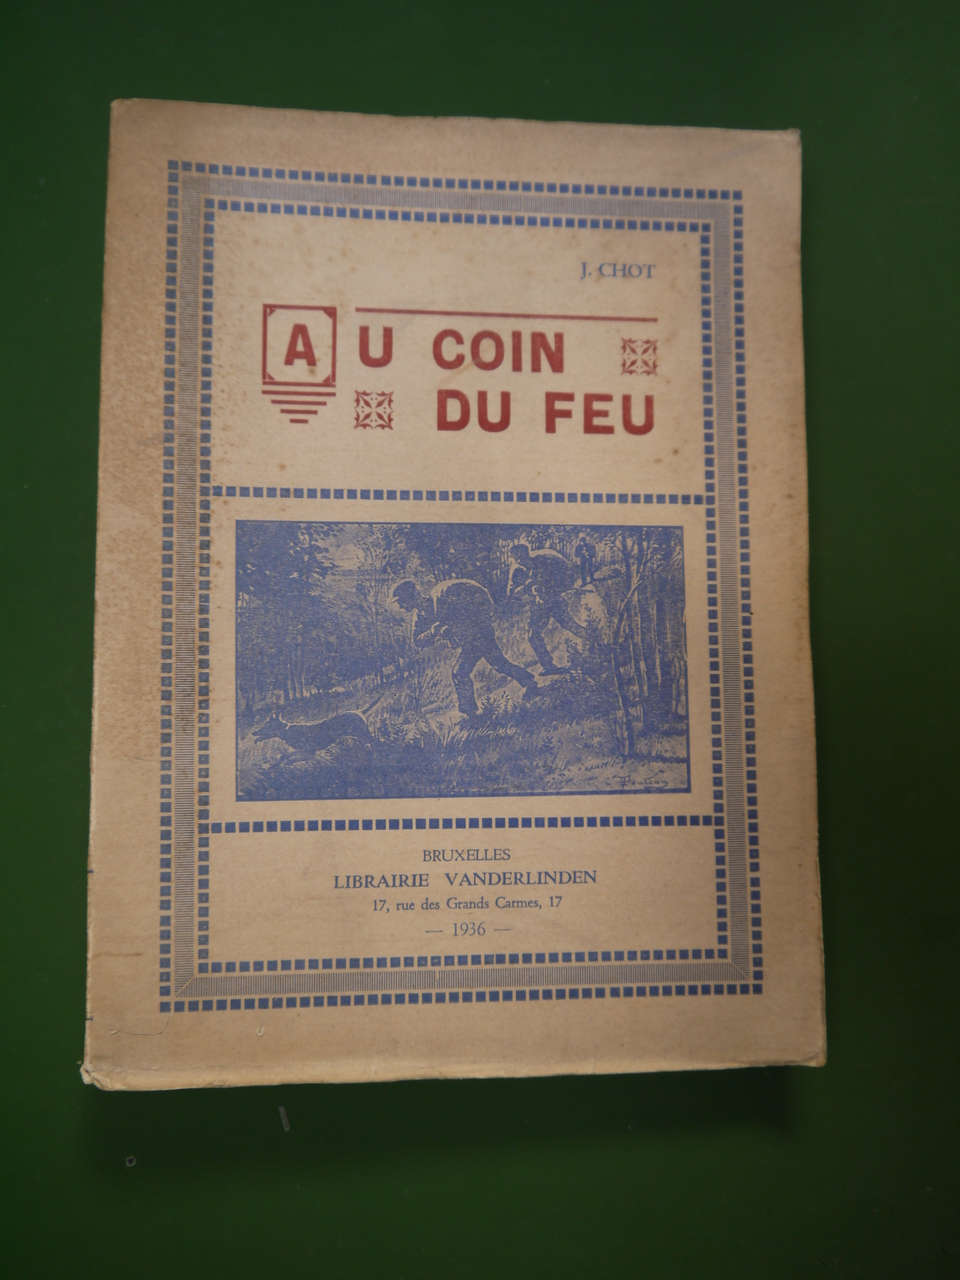 J. CHOT
AU COIN
DU FEU
BRUXELLES
LIBRAIRIE VANDERLINDEN
17, rue des Grands Carmes, 17
— 1936 —